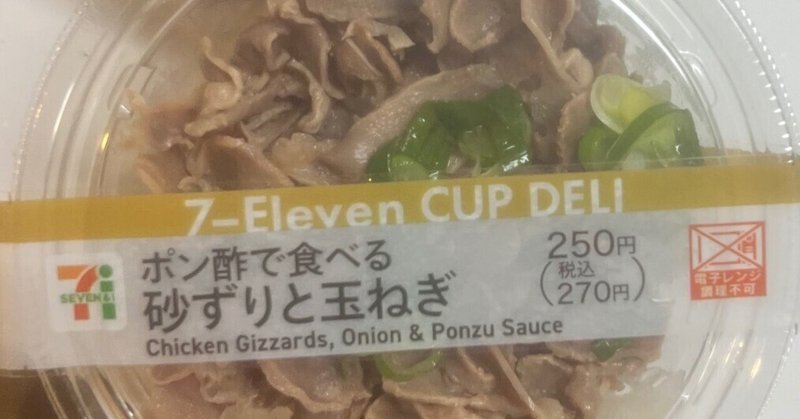 7-Eleven CUP DELI
ポン酢で食べる
砂ずりと玉ねぎ
Chicken Gizzards, Onion & Ponzu Sauce
250円
(税込 270円)
7i
SEVEN&i
電子レンジ
調理不可